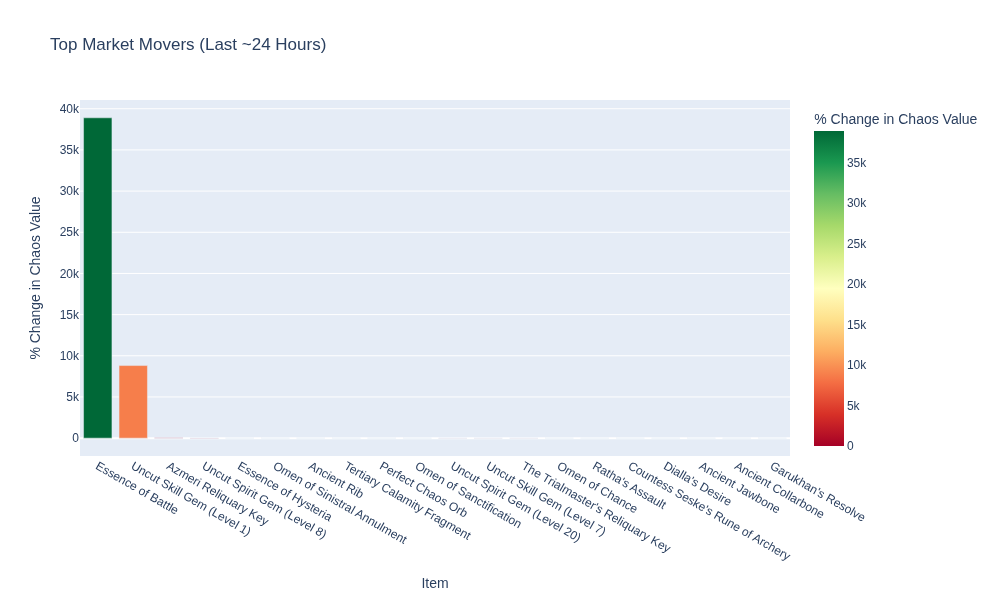 Top Market Movers (Last ~24 Hours)
% Change in Chaos Value
40k
35k
30k
25k
20k
15k
10k
5k
0
Essence of Battle
Uncut Skill Gem (Level 1)
Azmeri Reliquary Key
Uncut Spirit Gem (Level 8)
Essence of Hysteria
Omen of Sinistral Annulment
Ancient Rib
Tertiary Calamity Fragment
Perfect Chaos Orb
Omen of Sanctification
Uncut Spirit Gem (Level 20)
Uncut Skill Gem (Level 7)
The Trialmaster's Reliquary Key
Omen of Chance
Ratha's Assault
Countess Seske's Rune of Archery
Dialla's Desire
Ancient Jawbone
Ancient Collarbone
Garukhan's Resolve
Item
% Change in Chaos Value
35k
30k
25k
20k
15k
10k
5k
0